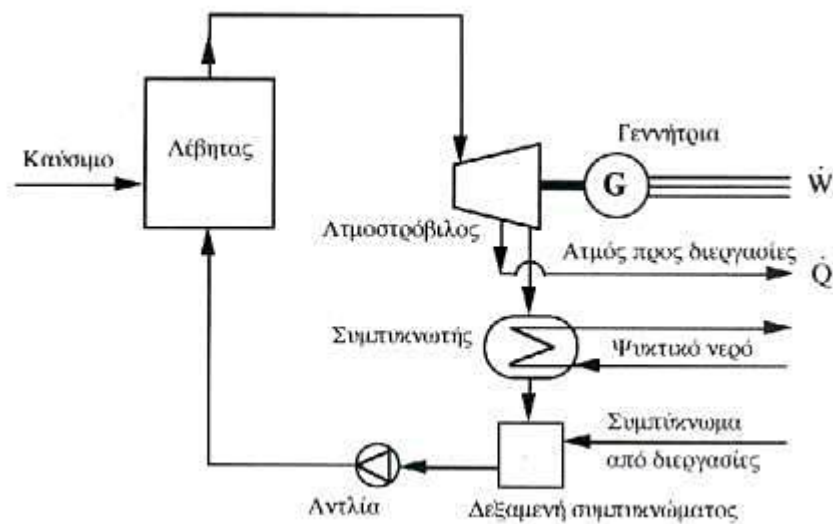 Λέβητας
Καύσιμο
Γεννήτρια
G
Ẇ
Ατμοστρόβιλος
Ατμός προς διεργασίες
Q̇
Συμπυκνωτής
Ψυκτικό νερό
Συμπύκνωμα
από διεργασίες
Αντλία
Δεξαμενή συμπυκνώματος